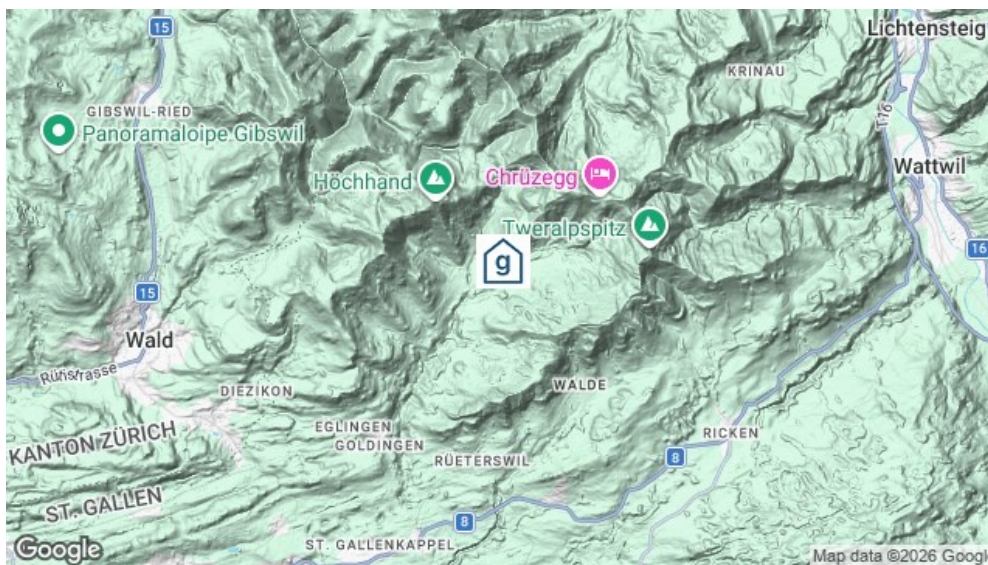 Lichtensteig
15
KRINAU
GIBSWIL-RIED
Panoramaloipe Gibswil
T76
Wattwil
Höchhand
Chrüzegg
Tweralpspitz
g
16
15
Wald
Rütistrasse
DIEZIKON
WALDE
EGLINGEN
GOLDINGEN
RICKEN
KANTON ZÜRICH
RÜETERSWIL
8
ST. GALLEN
8
ST. GALLENKAPPEL
Google
Map data ©2026 Google